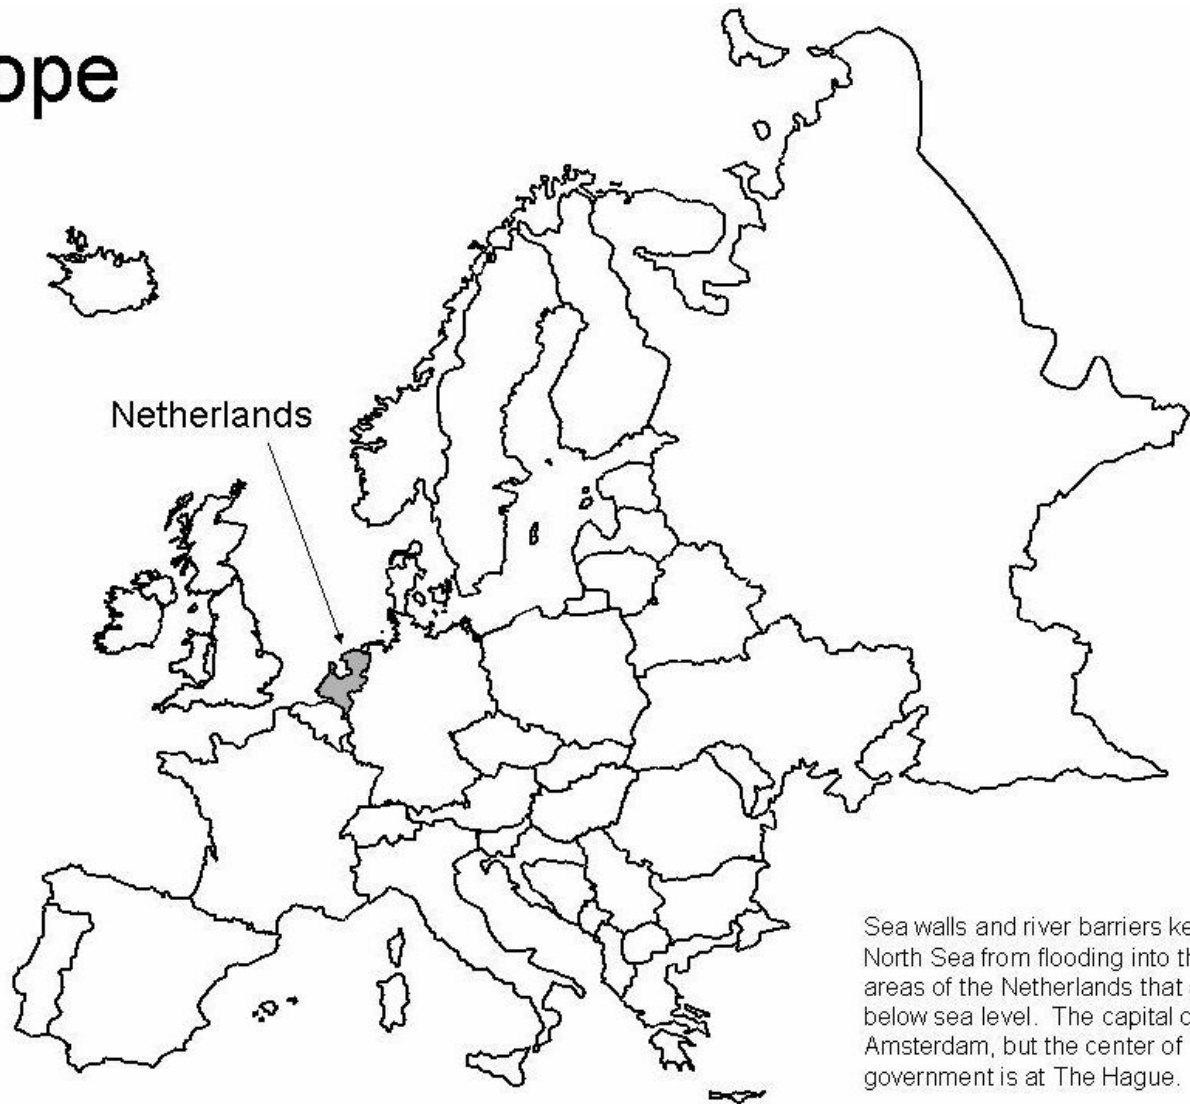 ope
Netherlands
Sea walls and river barriers ke
North Sea from flooding into th
areas of the Netherlands that
below sea level. The capital c
Amsterdam, but the center of
government is at The Hague.